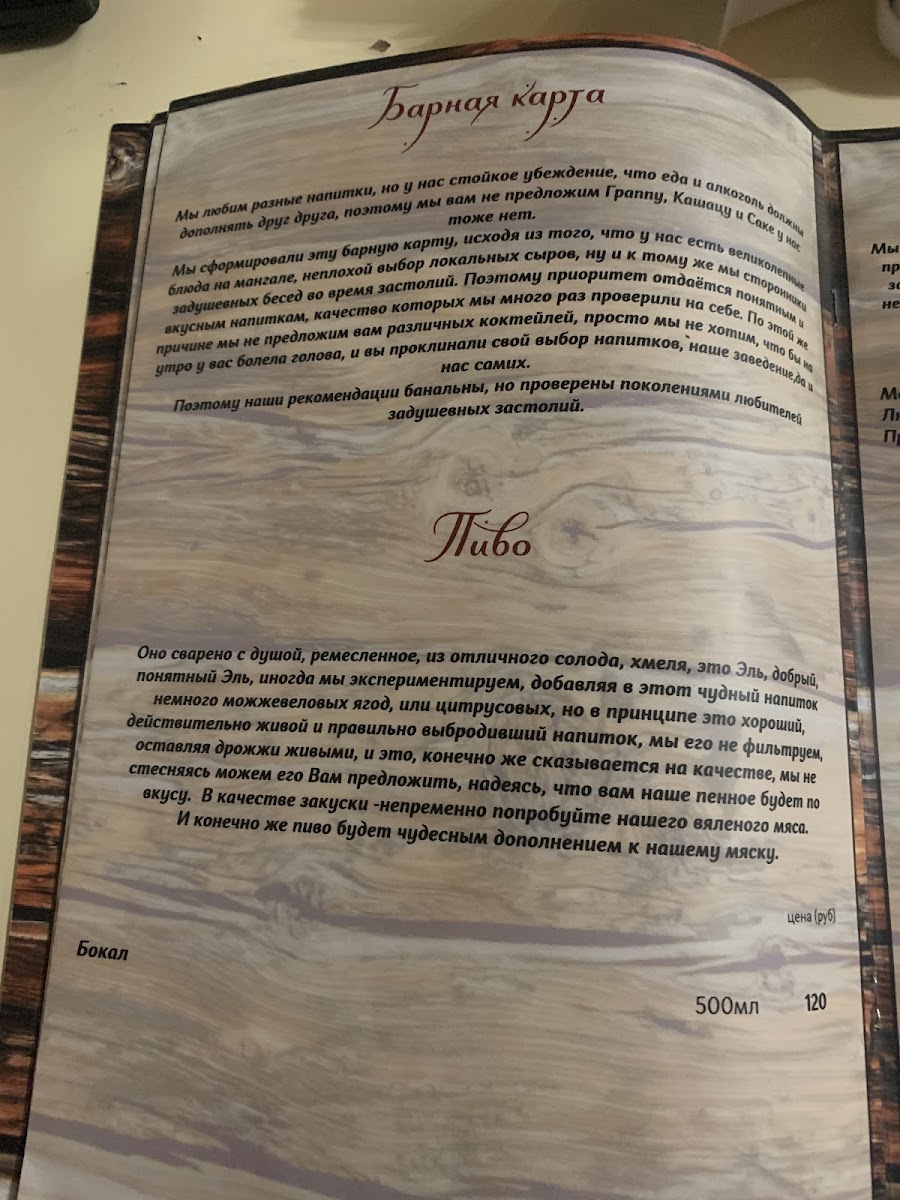 Барная карта
Мы любим разные напитки, но у нас стойкое убеждение, что еда и алкоголь должны
дополнять друг друга, поэтому мы вам не предложим Граппу, Кашацу и Саке у нас
тоже нет.
Мы сформировали эту барную карту, исходя из того, что у нас есть великолепные
блюда на мангале, неплохой выбор локальных сыров, ну и к тому же мы сторонники
задушевных бесед во время застолий. Поэтому приоритет отдаётся понятным и
вкусным напиткам, качество которых мы много раз проверили на себе. По этой же
причине мы не предложим вам различных коктейлей, просто мы не хотим, что бы на
утро у вас болела голова, и вы проклинали свой выбор напитков, наше заведение,да и
нас самих.
Поэтому наши рекомендации банальны, но проверены поколениями любителей
задушевных застолий.
Пиво
Оно сварено с душой, ремесленное, из отличного солода, хмеля, это Эль, добрый,
понятный Эль, иногда мы экспериментируем, добавляя в этот чудный напиток
немного можжевеловых ягод, или цитрусовых, но в принципе это хороший,
действительно живой и правильно выбродивший напиток, мы его не фильтруем,
оставляя дрожжи живыми, и это, конечно же сказывается на качестве, мы не
стесняясь можем его Вам предложить, надеясь, что вам наше пенное будет по
вкусу. В качестве закуски -непременно попробуйте нашего вяленого мяса.
И конечно же пиво будет чудесным дополнением к нашему мяску.
цена (руб)
Бокал
500мл 120
Мы